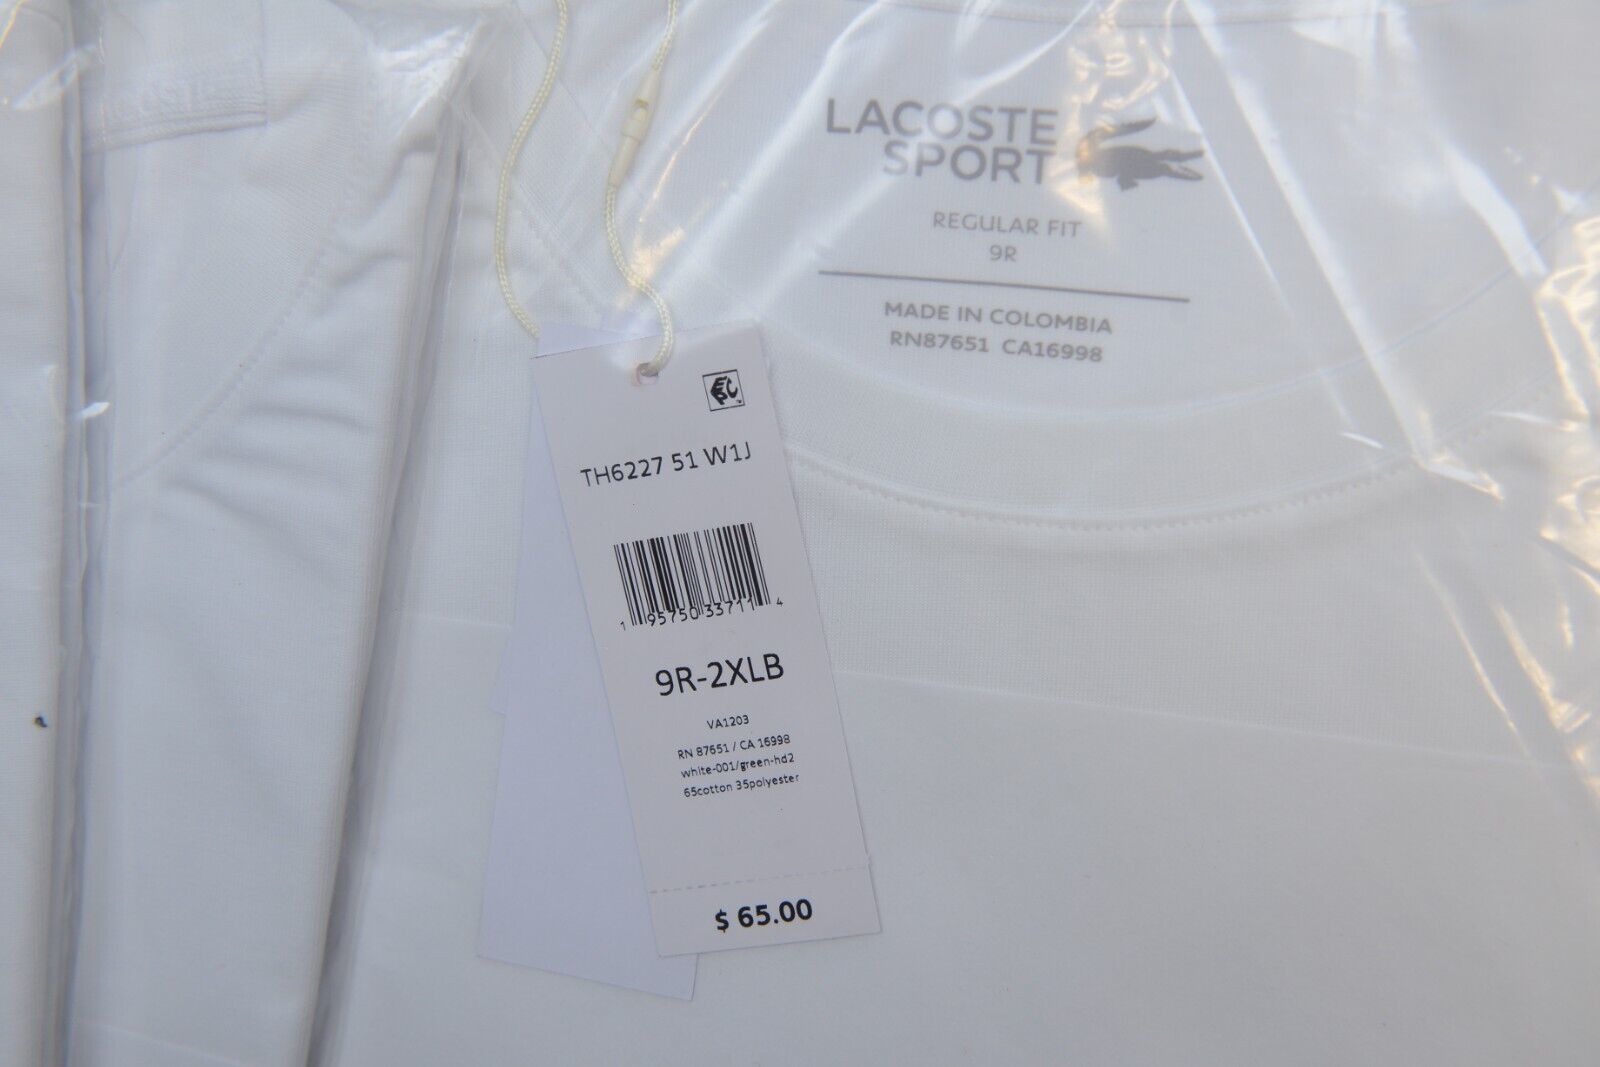 LACOSTE
SPORT
REGULAR FIT
9R
MADE IN COLOMBIA
RN87651 CA16998
TH6227 51 W1J
1 95750 33711 4
9R-2XLB
VA1203
RN 87651 / CA 16998
white-001/green-hd2
65cotton 35polyester
$ 65.00